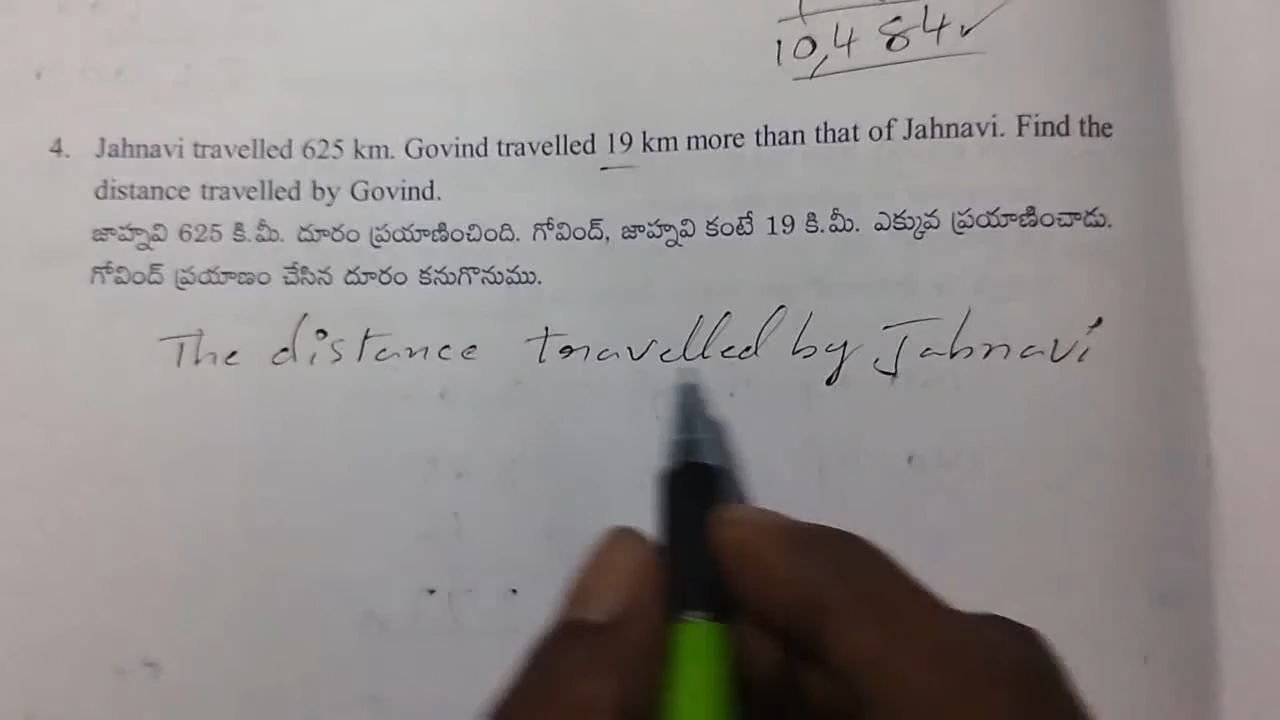 10,484✓
4. Jahnavi travelled 625 km. Govind travelled 19 km more than that of Jahnavi. Find the
distance travelled by Govind.
జాహ్నవి 625 కి.మీ. దూరం ప్రయాణించింది. గోవింద్, జాహ్నవి కంటే 19 కి.మీ. ఎక్కువ ప్రయాణించాడు.
గోవింద్ ప్రయాణం చేసిన దూరం కనుగొనుము.
The distance travelled by Jahnavi